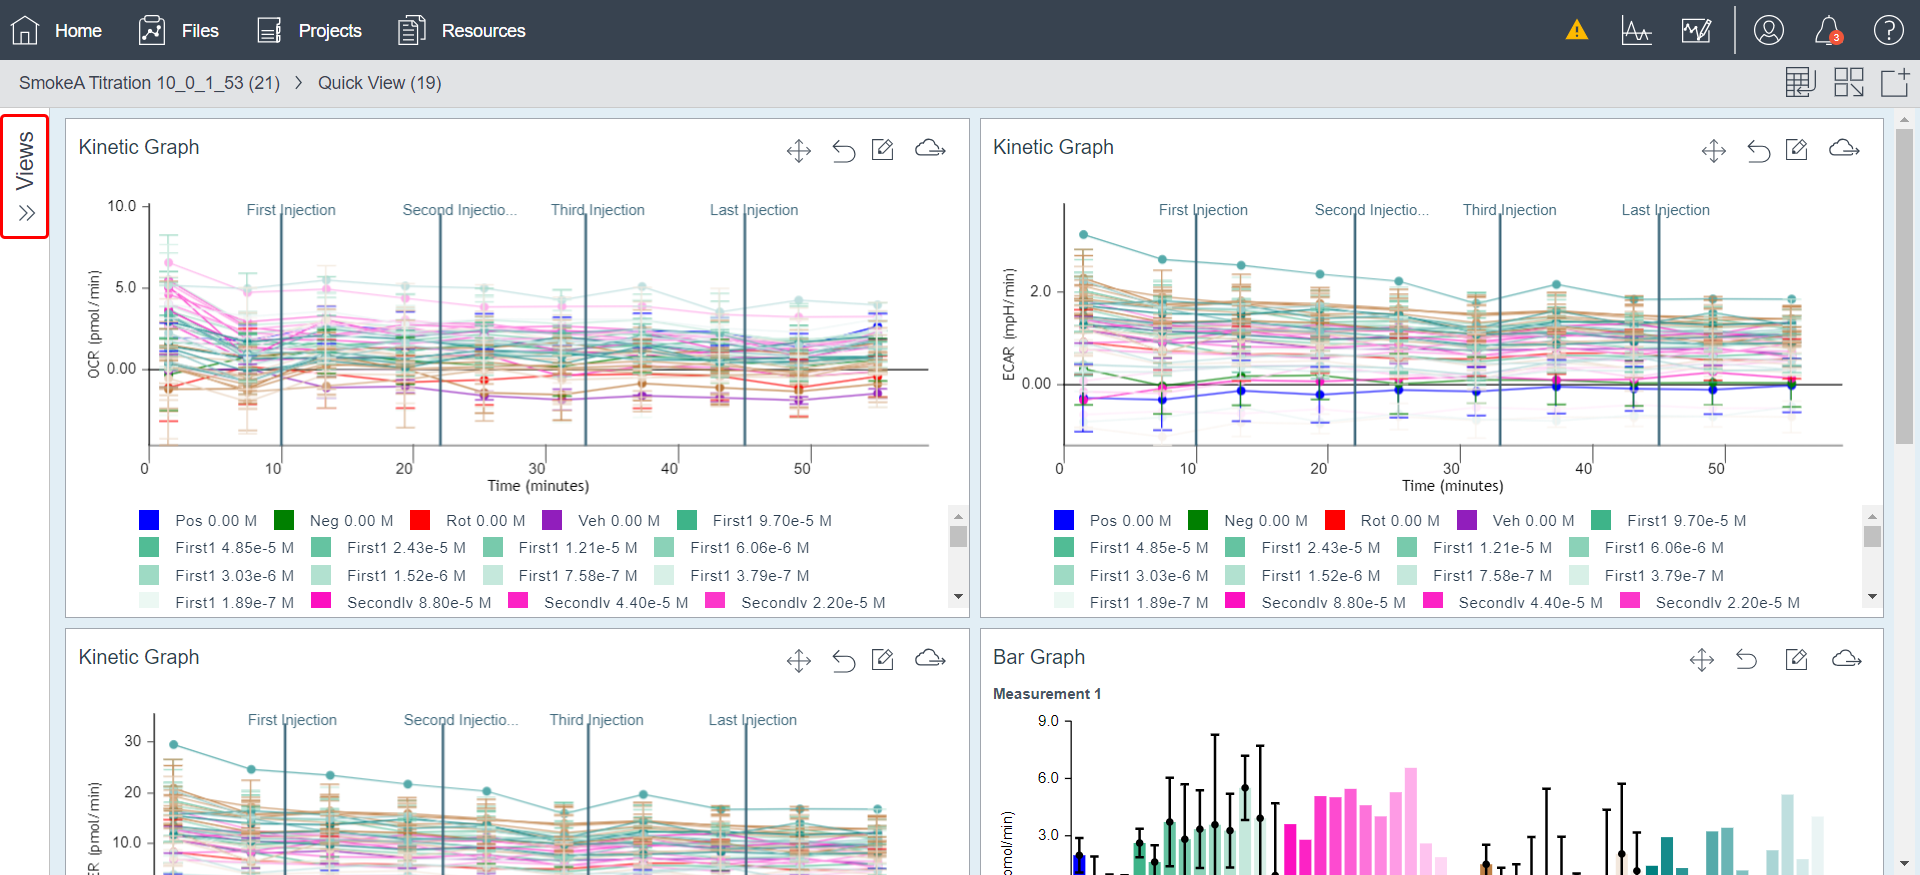 Home Files Projects Resources 3
SmokeA Titration 10_0_1_53 (21) Quick View (19)
Views
Kinetic Graph
First Injection Second Injectio... Third Injection Last Injection
10.0
5.0
0.00
OCR (pmol/min)
0 10 20 30 40 50
Time (minutes)
Pos 0.00 M Neg 0.00 M Rot 0.00 M Veh 0.00 M First1 9.70e-5 M
First1 4.85e-5 M First1 2.43e-5 M First1 1.21e-5 M First1 6.06e-6 M
First1 3.03e-6 M First1 1.52e-6 M First1 7.58e-7 M First1 3.79e-7 M
First1 1.89e-7 M Secondly 8.80e-5 M Secondly 4.40e-5 M Secondly 2.20e-5 M
Kinetic Graph
First Injection Second Injectio... Third Injection Last Injection
2.0
0.00
ECAR (mpH/min)
0 10 20 30 40 50
Time (minutes)
Pos 0.00 M Neg 0.00 M Rot 0.00 M Veh 0.00 M First1 9.70e-5 M
First1 4.85e-5 M First1 2.43e-5 M First1 1.21e-5 M First1 6.06e-6 M
First1 3.03e-6 M First1 1.52e-6 M First1 7.58e-7 M First1 3.79e-7 M
First1 1.89e-7 M Secondly 8.80e-5 M Secondly 4.40e-5 M Secondly 2.20e-5 M
Kinetic Graph
First Injection Second Injectio... Third Injection Last Injection
30
20
10.0
(pmol/min)
Bar Graph
Measurement 1
9.0
6.0
3.0